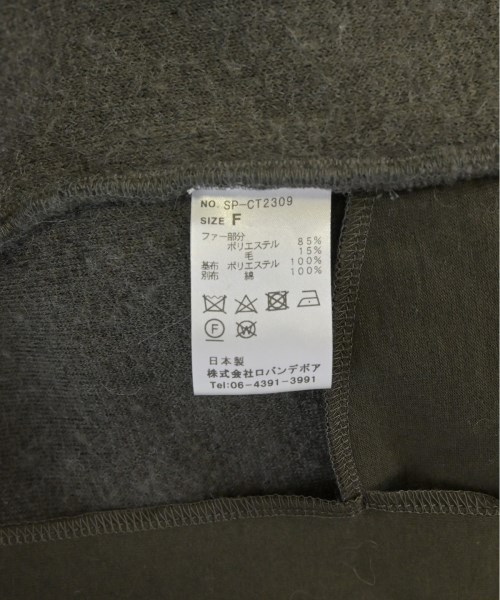 NO. SP-CT2309
SIZE F
ファー部分
ポリエステル 85%
毛 15%
基布 ポリエステル 100%
別布 綿 100%
F W
日本製
株式会社ロバンデボア
Tel:06-4391-3991